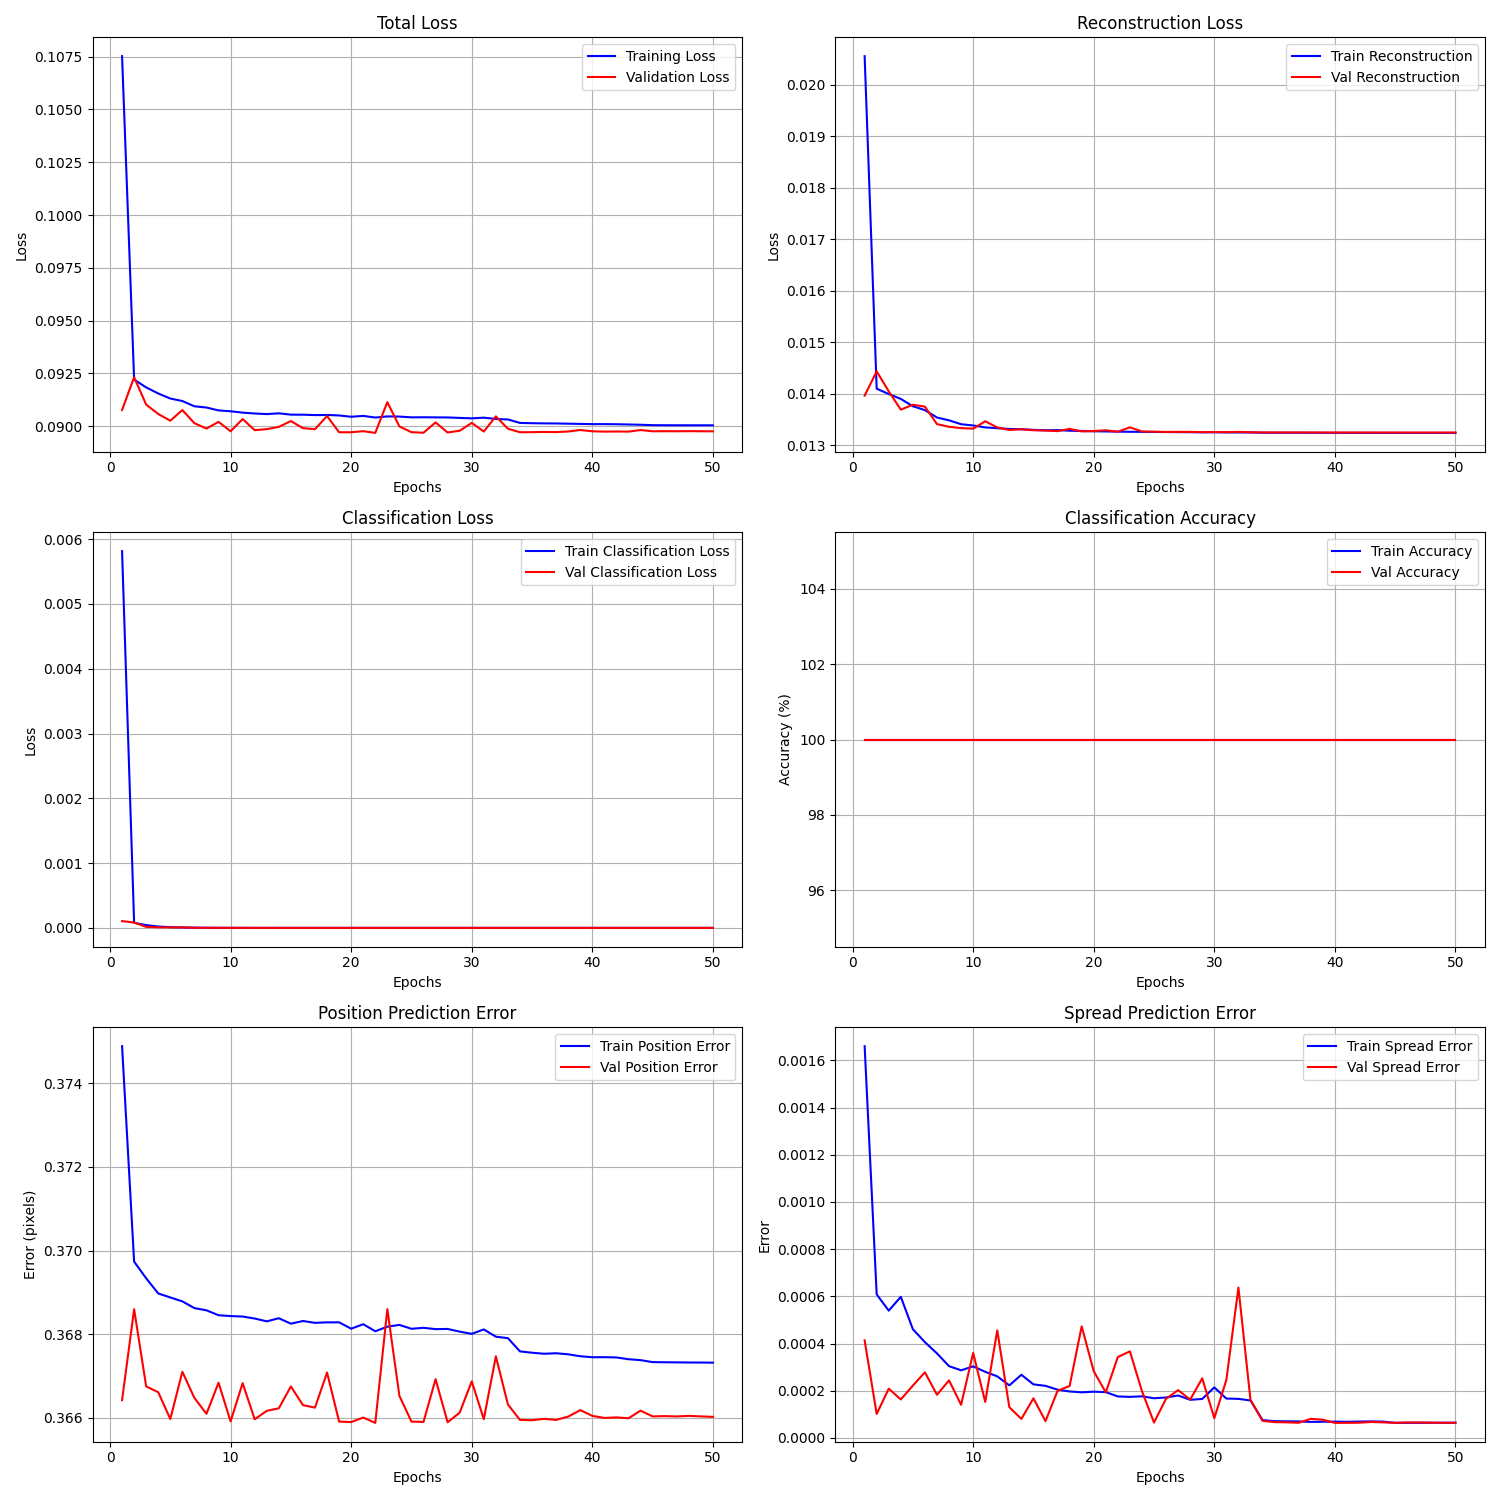 Total Loss
Training Loss
Validation Loss
0.1075
0.1050
0.1025
0.1000
0.0975
0.0950
0.0925
0.0900
Loss
0 10 20 30 40 50
Epochs
Reconstruction Loss
Train Reconstruction
Val Reconstruction
0.020
0.019
0.018
0.017
0.016
0.015
0.014
0.013
Loss
0 10 20 30 40 50
Epochs
Classification Loss
Train Classification Loss
Val Classification Loss
0.006
0.005
0.004
0.003
0.002
0.001
0.000
Loss
0 10 20 30 40 50
Epochs
Classification Accuracy
Train Accuracy
Val Accuracy
104
102
100
98
96
Accuracy (%)
0 10 20 30 40 50
Epochs
Position Prediction Error
Train Position Error
Val Position Error
0.374
0.372
0.370
0.368
0.366
Error (pixels)
0 10 20 30 40 50
Epochs
Spread Prediction Error
Train Spread Error
Val Spread Error
0.0016
0.0014
0.0012
0.0010
0.0008
0.0006
0.0004
0.0002
0.0000
Error
0 10 20 30 40 50
Epochs